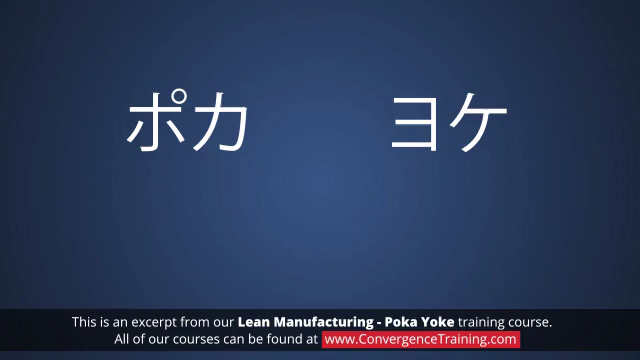 ポカ ヨケ
This is an excerpt from our Lean Manufacturing - Poka Yoke training course.
All of our courses can be found at www.ConvergenceTraining.com